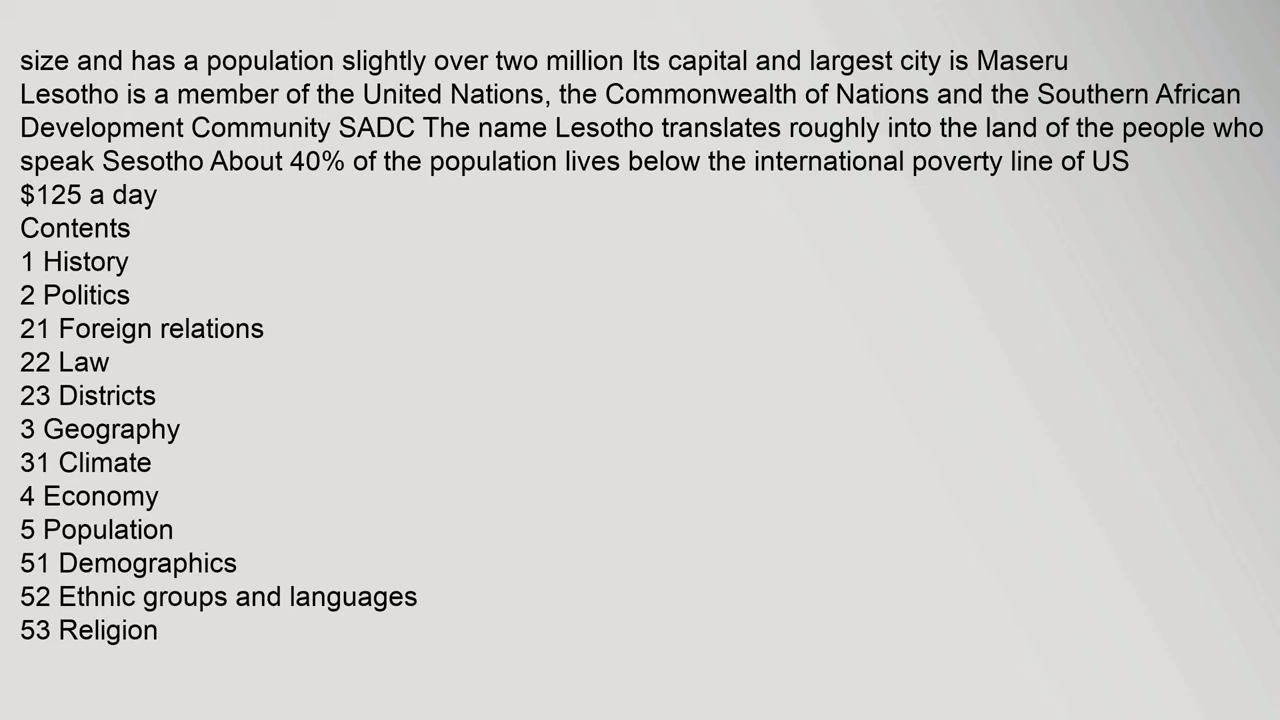 size and has a population slightly over two million Its capital and largest city is Maseru
Lesotho is a member of the United Nations, the Commonwealth of Nations and the Southern African
Development Community SADC The name Lesotho translates roughly into the land of the people who
speak Sesotho About 40% of the population lives below the international poverty line of US
$125 a day
Contents
1 History
2 Politics
21 Foreign relations
22 Law
23 Districts
3 Geography
31 Climate
4 Economy
5 Population
51 Demographics
52 Ethnic groups and languages
53 Religion